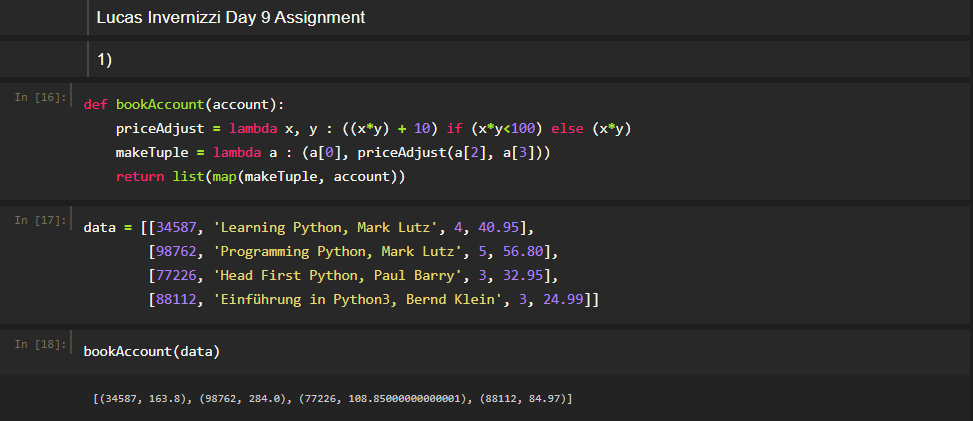 Lucas Invernizzi Day 9 Assignment
1)
In [16]:
def bookAccount(account):
    priceAdjust = lambda x, y : ((x*y) + 10) if (x*y<100) else (x*y)
    makeTuple = lambda a : (a[0], priceAdjust(a[2], a[3]))
    return list(map(makeTuple, account))
In [17]:
data = [[34587, 'Learning Python, Mark Lutz', 4, 40.95],
        [98762, 'Programming Python, Mark Lutz', 5, 56.80],
        [77226, 'Head First Python, Paul Barry', 3, 32.95],
        [88112, 'Einführung in Python3, Bernd Klein', 3, 24.99]]
In [18]:
bookAccount(data)
[(34587, 163.8), (98762, 284.0), (77226, 108.85000000000001), (88112, 84.97)]